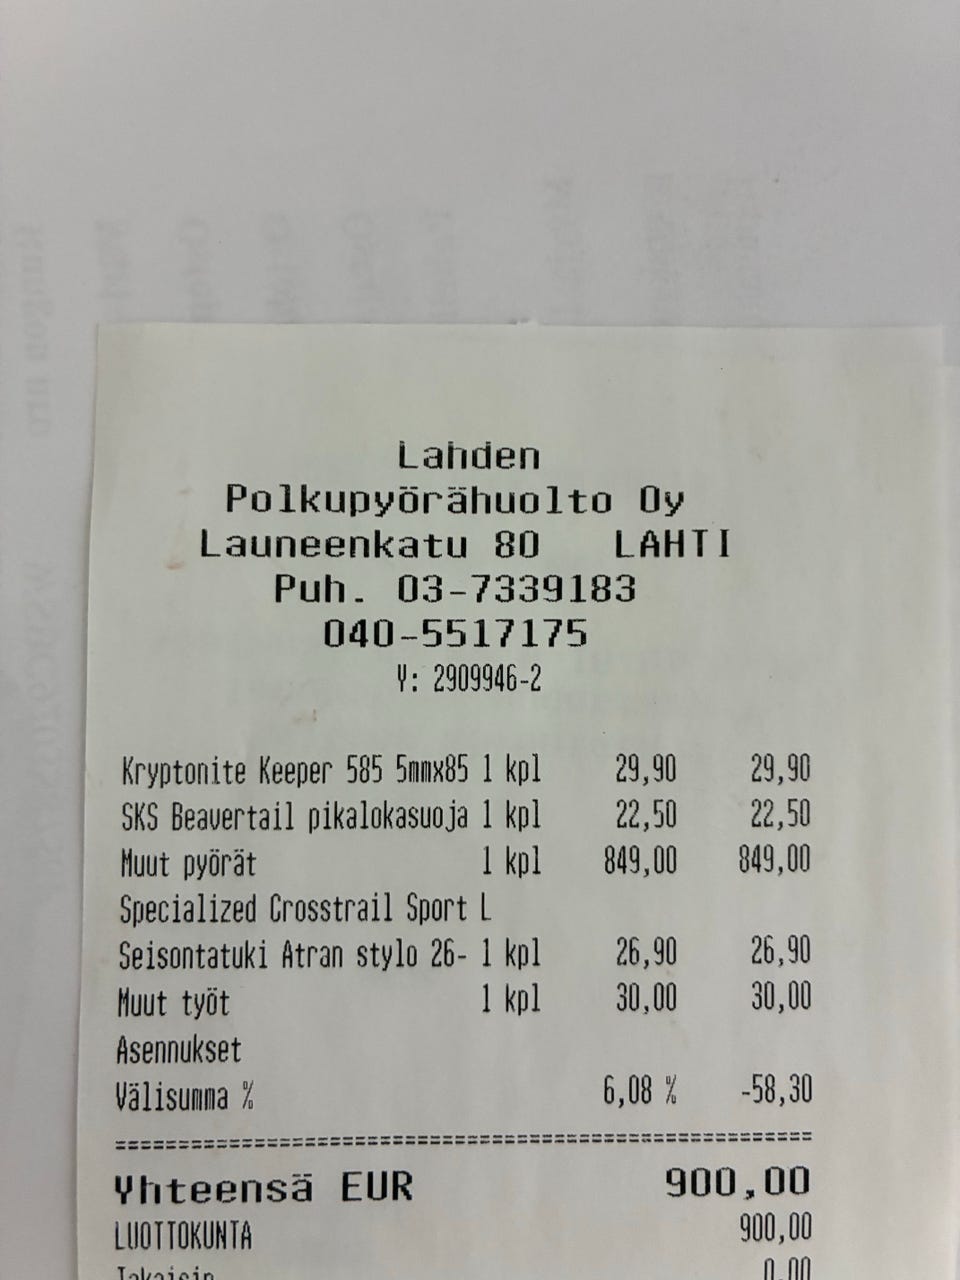 Lahden
Polkupyörähuolto Oy
Launeenkatu 80 LAHTI
Puh. 03-7339183
040-5517175
Y: 2909946-2
Kryptonite Keeper 585 5mmx85 1 kpl 29,90 29,90
SKS Beavertail pikalokasuoja 1 kpl 22,50 22,50
Muut pyörät 1 kpl 849,00 849,00
Specialized Crosstrail Sport L
Seisontatuki Atran stylo 26- 1 kpl 26,90 26,90
Muut työt 1 kpl 30,00 30,00
Asennukset
Välisumma % 6,08 % -58,30
Yhteensä EUR 900,00
LUOTTOKUNTA 900,00
Takaisin 0,00